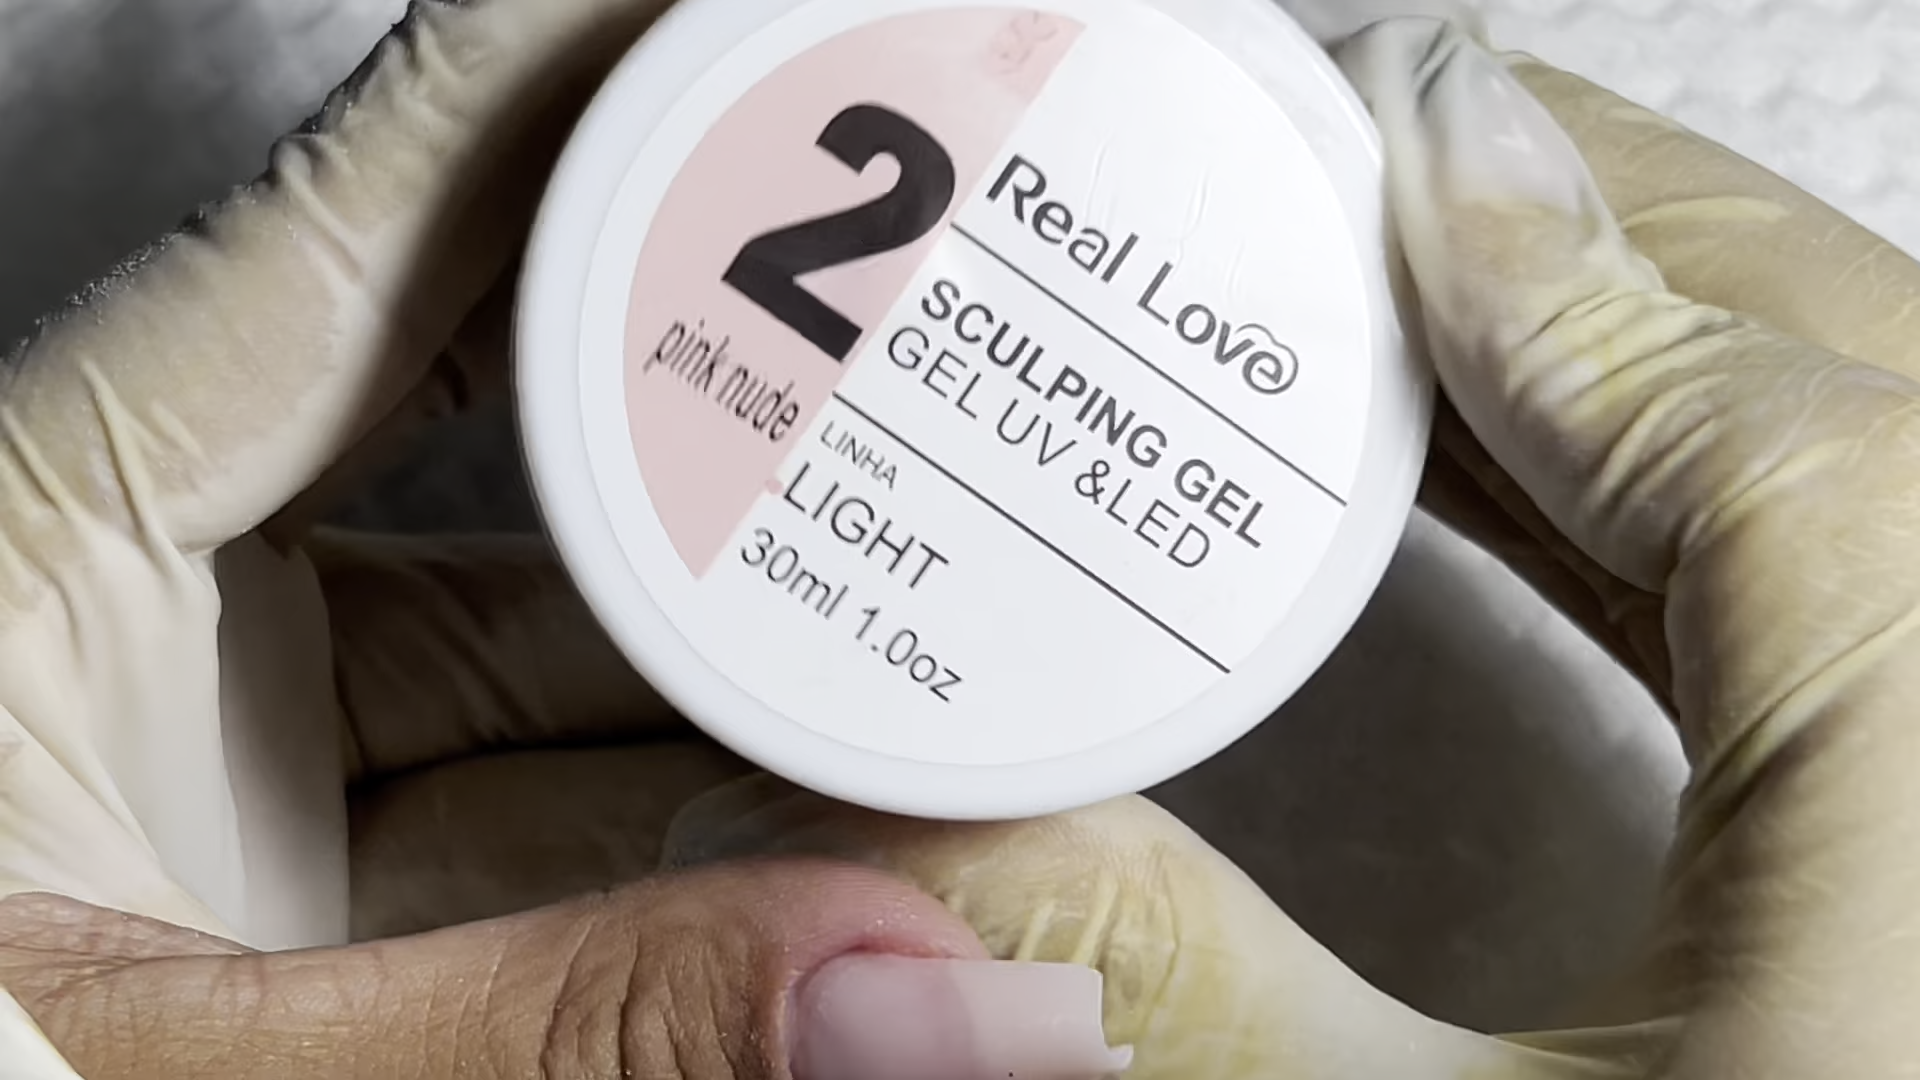 2
pink nude
Real Love
SCULPING GEL
GEL UV &LED
LINHA
LIGHT
30ml 1.0oz